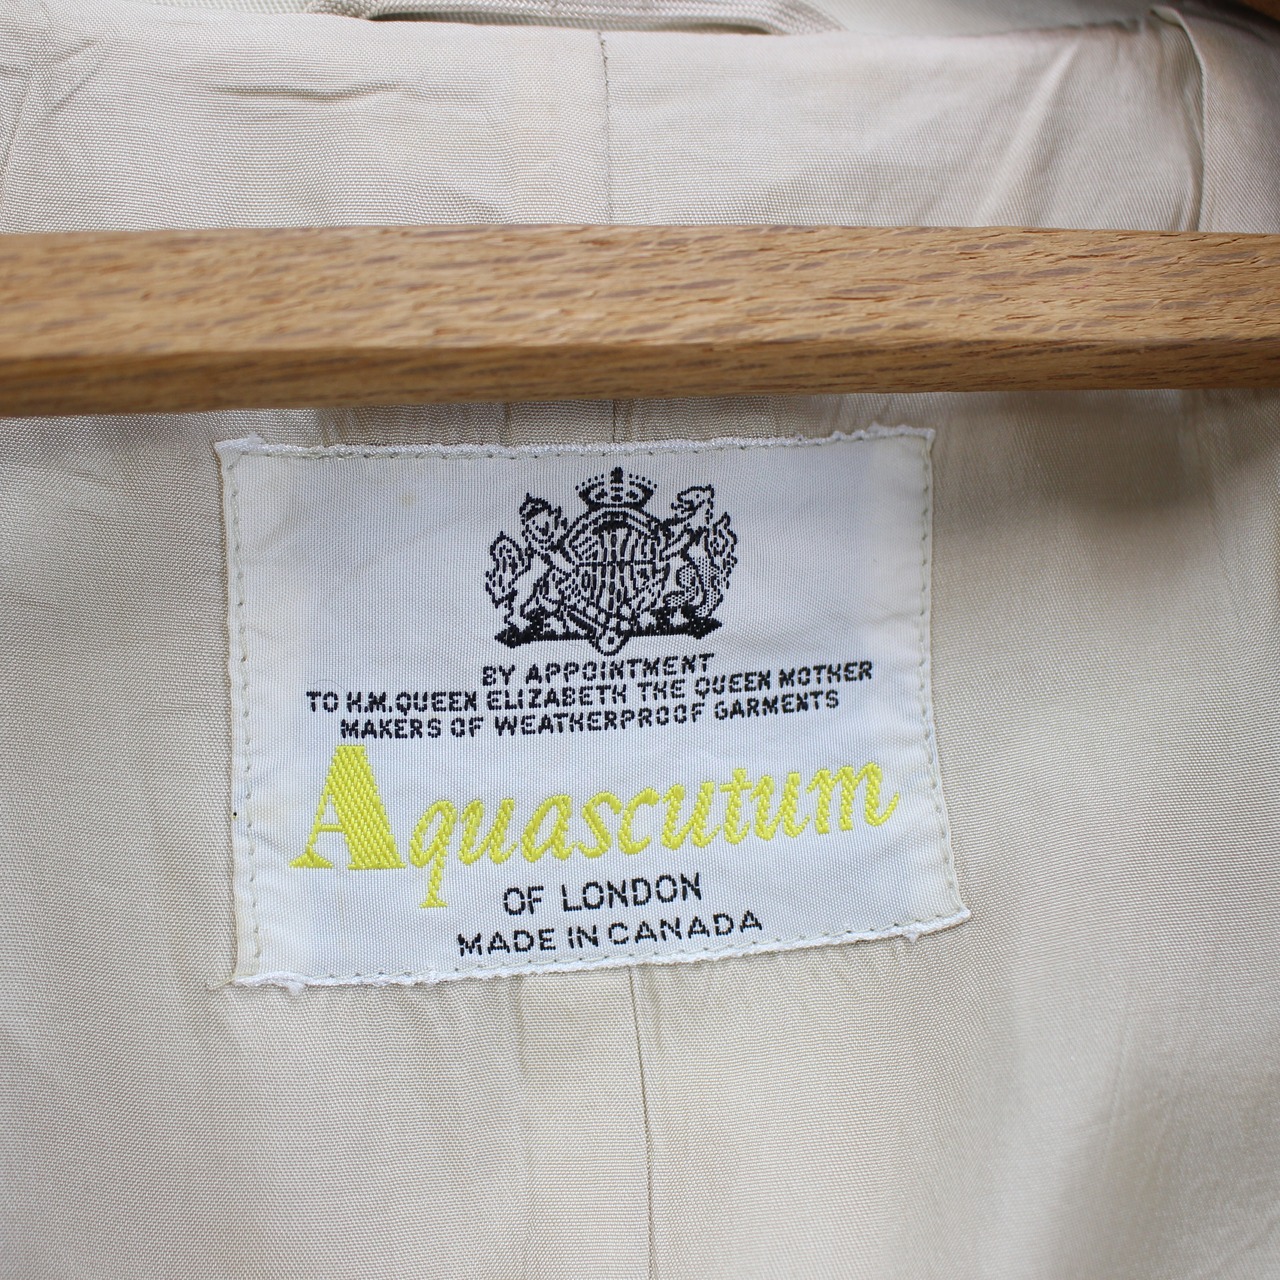 BY APPOINTMENT
TO H.M.QUEEN ELIZABETH THE QUEEN MOTHER
MAKERS OF WEATHERPROOF GARMENTS
Aquascutum
OF LONDON
MADE IN CANADA